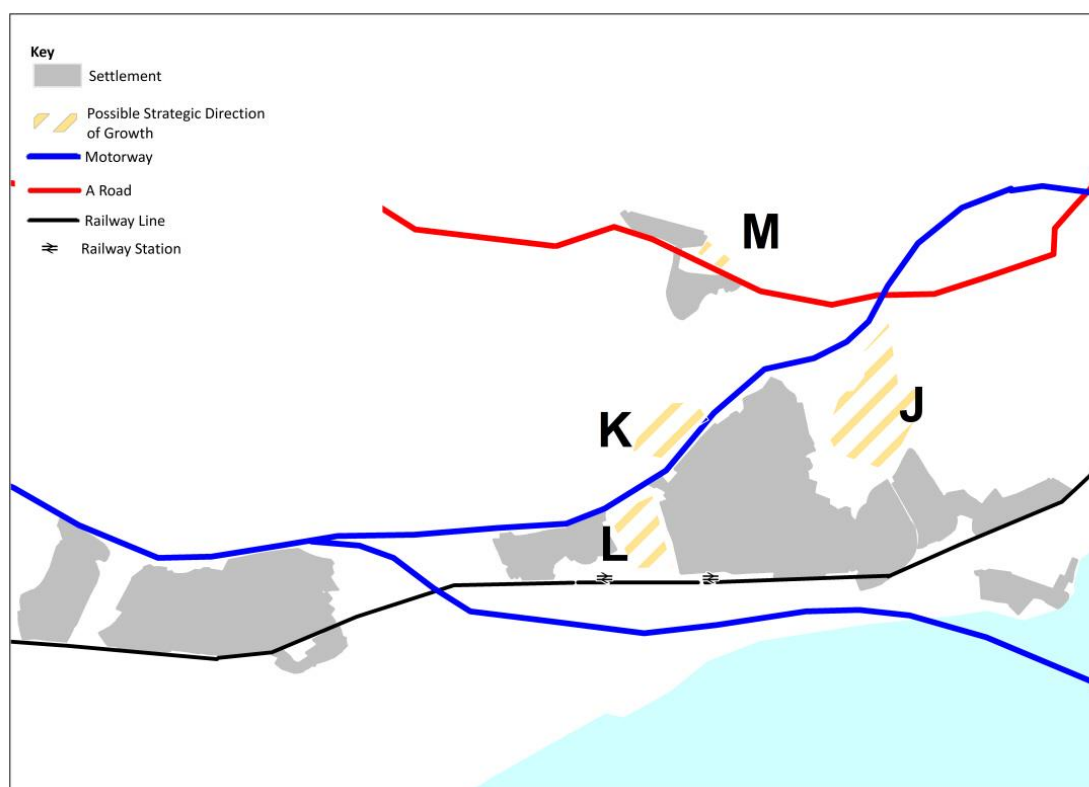 Key
Settlement
Possible Strategic Direction
of Growth
Motorway
A Road
Railway Line
Railway Station
M
J
K
L